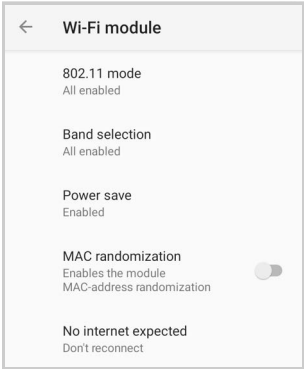 Wi-Fi module
802.11 mode
All enabled
Band selection
All enabled
Power save
Enabled
MAC randomization
Enables the module
MAC-address randomization
No internet expected
Don't reconnect